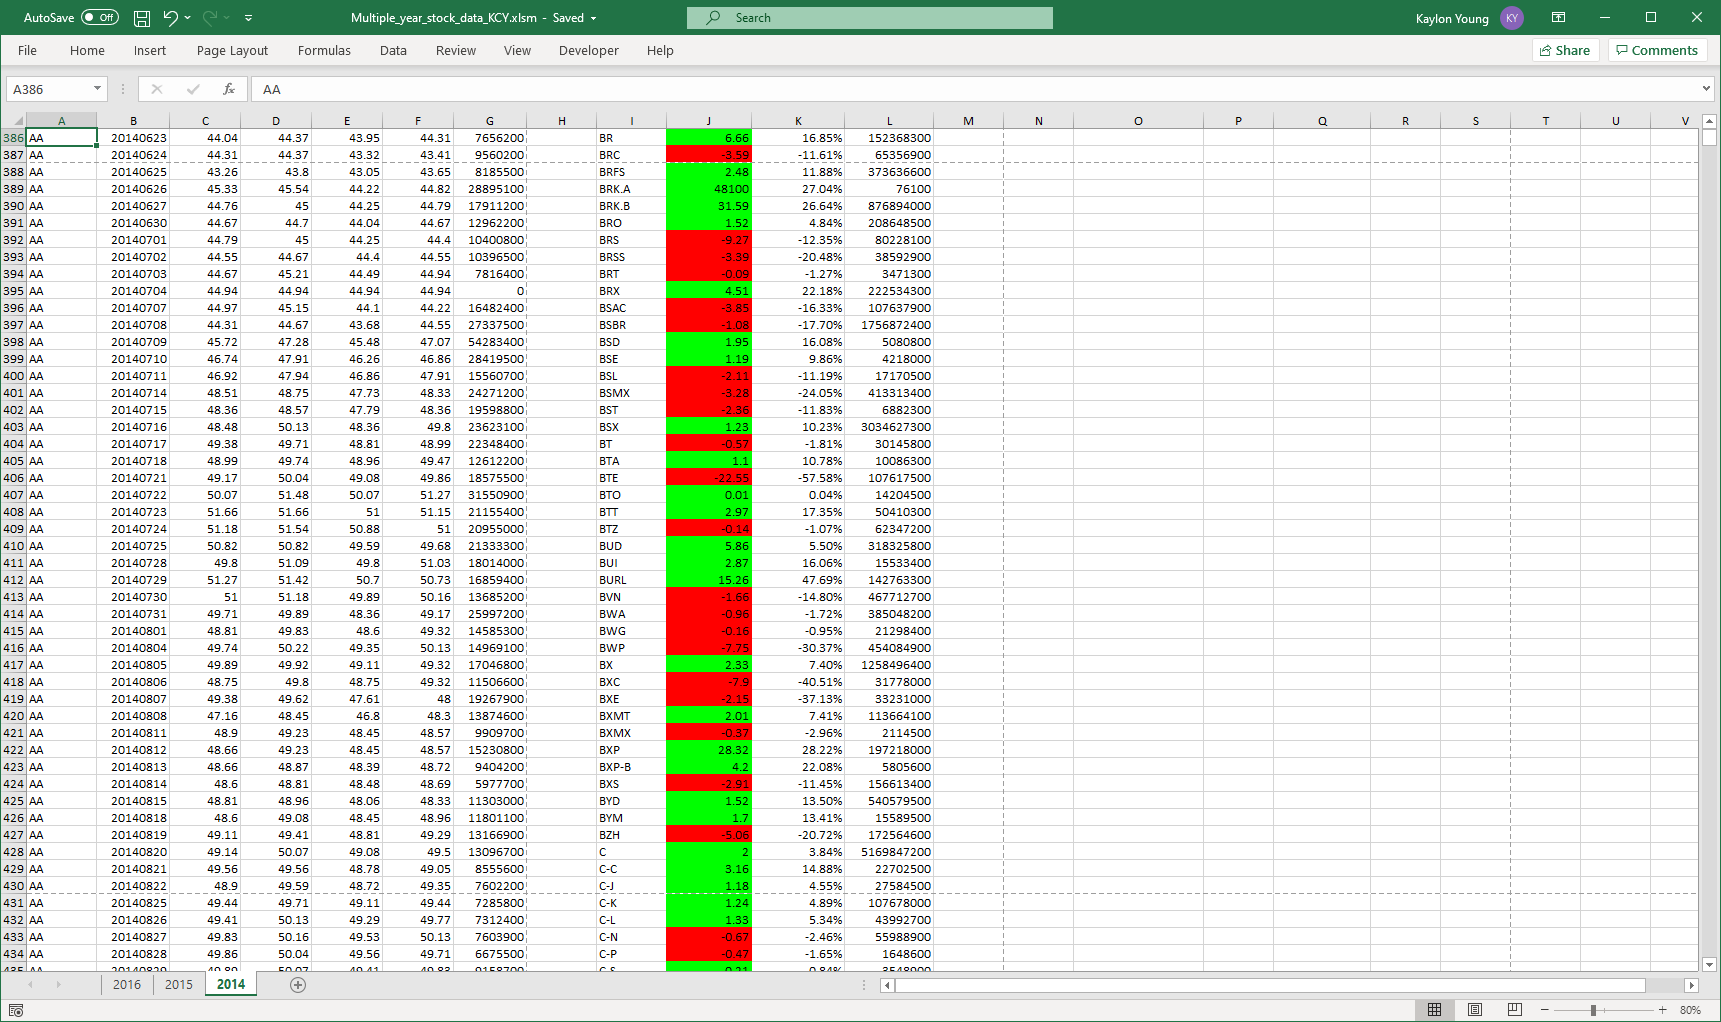 AutoSave Off Multiple_year_stock_data_KCY.xlsm - Saved Search Kaylon Young KY
File Home Insert Page Layout Formulas Data Review View Developer Help Share Comments
A386 fx AA
A B C D E F G H I J K L M N O P Q R S T U V
386 AA 20140623 44.04 44.37 43.95 44.31 7656200 BR 6.66 16.85% 152368300
387 AA 20140624 44.31 44.37 43.32 43.41 9560200 BRC -3.59 -11.61% 65356900
388 AA 20140625 43.26 43.8 43.05 43.65 8185500 BRFS 2.48 11.88% 373636600
389 AA 20140626 45.33 45.54 44.22 44.82 28895100 BRK.A 48100 27.04% 76100
390 AA 20140627 44.76 45 44.25 44.79 17911200 BRK.B 31.59 26.64% 876894000
391 AA 20140630 44.67 44.7 44.04 44.67 12962200 BRO 1.52 4.84% 208648500
392 AA 20140701 44.79 45 44.25 44.4 10400800 BRS -9.27 -12.35% 80228100
393 AA 20140702 44.55 44.67 44.4 44.55 10396500 BRSS -3.39 -20.48% 38592900
394 AA 20140703 44.67 45.21 44.49 44.94 7816400 BRT -0.09 -1.27% 3471300
395 AA 20140704 44.94 44.94 44.94 44.94 0 BRX 4.51 22.18% 222534300
396 AA 20140707 44.97 45.15 44.1 44.22 16482400 BSAC -3.85 -16.33% 107637900
397 AA 20140708 44.31 44.67 43.68 44.55 27337500 BSBR -1.08 -17.70% 1756872400
398 AA 20140709 45.72 47.28 45.48 47.07 54283400 BSD 1.95 16.08% 5080800
399 AA 20140710 46.74 47.91 46.26 46.86 28419500 BSE 1.19 9.86% 4218000
400 AA 20140711 46.92 47.94 46.86 47.91 15560700 BSL -2.11 -11.19% 17170500
401 AA 20140714 48.51 48.75 47.73 48.33 24271200 BSMX -3.28 -24.05% 413313400
402 AA 20140715 48.36 48.57 47.79 48.36 19598800 BST -2.36 -11.83% 6882300
403 AA 20140716 48.48 50.13 48.36 49.8 23623100 BSX 1.23 10.23% 3034627300
404 AA 20140717 49.38 49.71 48.81 48.99 22348400 BT -0.57 -1.81% 30145800
405 AA 20140718 48.99 49.74 48.96 49.47 12612200 BTA 1.1 10.78% 10086300
406 AA 20140721 49.17 50.04 49.08 49.86 18575500 BTE -22.55 -57.58% 107617500
407 AA 20140722 50.07 51.48 50.07 51.27 31550900 BTO 0.01 0.04% 14204500
408 AA 20140723 51.66 51.66 51 51.15 21155400 BTT 2.97 17.35% 50410300
409 AA 20140724 51.18 51.54 50.88 51 20955000 BTZ -0.14 -1.07% 62347200
410 AA 20140725 50.82 50.82 49.59 49.68 21333300 BUD 5.86 5.50% 318325800
411 AA 20140728 49.8 51.09 49.8 51.03 18014000 BUI 2.87 16.06% 15533400
412 AA 20140729 51.27 51.42 50.7 50.73 16859400 BURL 15.26 47.69% 142763300
413 AA 20140730 51 51.18 49.89 50.16 13685200 BVN -1.66 -14.80% 467712700
414 AA 20140731 49.71 49.89 48.36 49.17 25997200 BWA -0.96 -1.72% 385048200
415 AA 20140801 48.81 49.83 48.6 49.32 14585300 BWG -0.16 -0.95% 21298400
416 AA 20140804 49.74 50.22 49.35 50.13 14969100 BWP -7.75 -30.37% 454084900
417 AA 20140805 49.89 49.92 49.11 49.32 17046800 BX 2.33 7.40% 1258496400
418 AA 20140806 48.75 49.8 48.75 49.32 11506600 BXC -7.9 -40.51% 31778000
419 AA 20140807 49.38 49.62 47.61 48 19267900 BXE -2.15 -37.13% 33231000
420 AA 20140808 47.16 48.45 46.8 48.3 13874600 BXMT 2.01 7.41% 113664100
421 AA 20140811 48.9 49.23 48.45 48.57 9909700 BXMX -0.37 -2.96% 2114500
422 AA 20140812 48.66 49.23 48.45 48.57 15230800 BXP 28.32 28.22% 197218000
423 AA 20140813 48.66 48.87 48.39 48.72 9404200 BXP-B 4.2 22.08% 5805600
424 AA 20140814 48.6 48.81 48.48 48.69 5977700 BXS -2.91 -11.45% 156613400
425 AA 20140815 48.81 48.96 48.06 48.33 11303000 BYD 1.52 13.50% 540579500
426 AA 20140818 48.6 49.08 48.45 48.96 11801100 BYM 1.7 13.41% 15589500
427 AA 20140819 49.11 49.41 48.81 49.29 13166900 BZH -5.06 -20.72% 172564600
428 AA 20140820 49.14 50.07 49.08 49.5 13096700 C 2 3.84% 5169847200
429 AA 20140821 49.56 49.56 48.78 49.05 8555600 C-C 3.16 14.88% 22702500
430 AA 20140822 48.9 49.59 48.72 49.35 7602200 C-J 1.18 4.55% 27584500
431 AA 20140825 49.44 49.71 49.11 49.44 7285800 C-K 1.24 4.89% 107678000
432 AA 20140826 49.41 50.13 49.29 49.77 7312400 C-L 1.33 5.34% 43992700
433 AA 20140827 49.83 50.16 49.53 50.13 7603900 C-N -0.67 -2.46% 55988900
434 AA 20140828 49.86 50.04 49.56 49.71 6675500 C-P -0.47 -1.65% 1648600
2016 2015 2014
80%